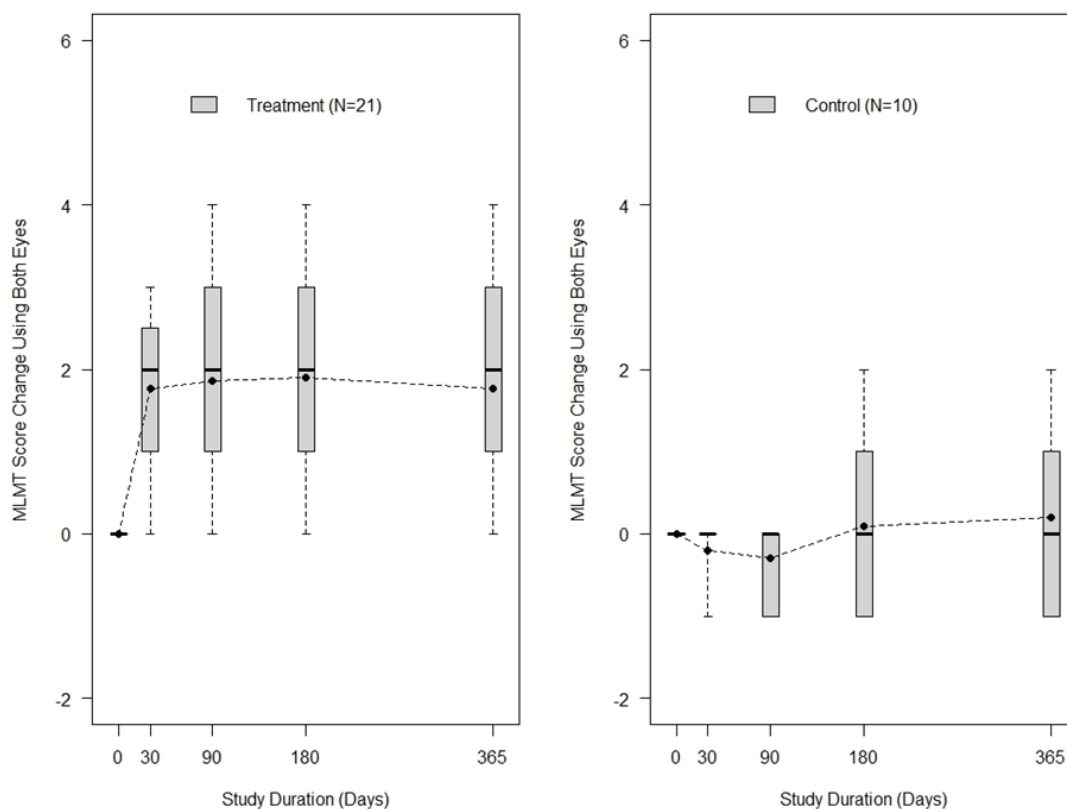 MLMT Score Change Using Both Eyes
6
4
2
0
-2
Treatment (N=21)
0 30 90 180 365
Study Duration (Days)
MLMT Score Change Using Both Eyes
6
4
2
0
-2
Control (N=10)
0 30 90 180 365
Study Duration (Days)